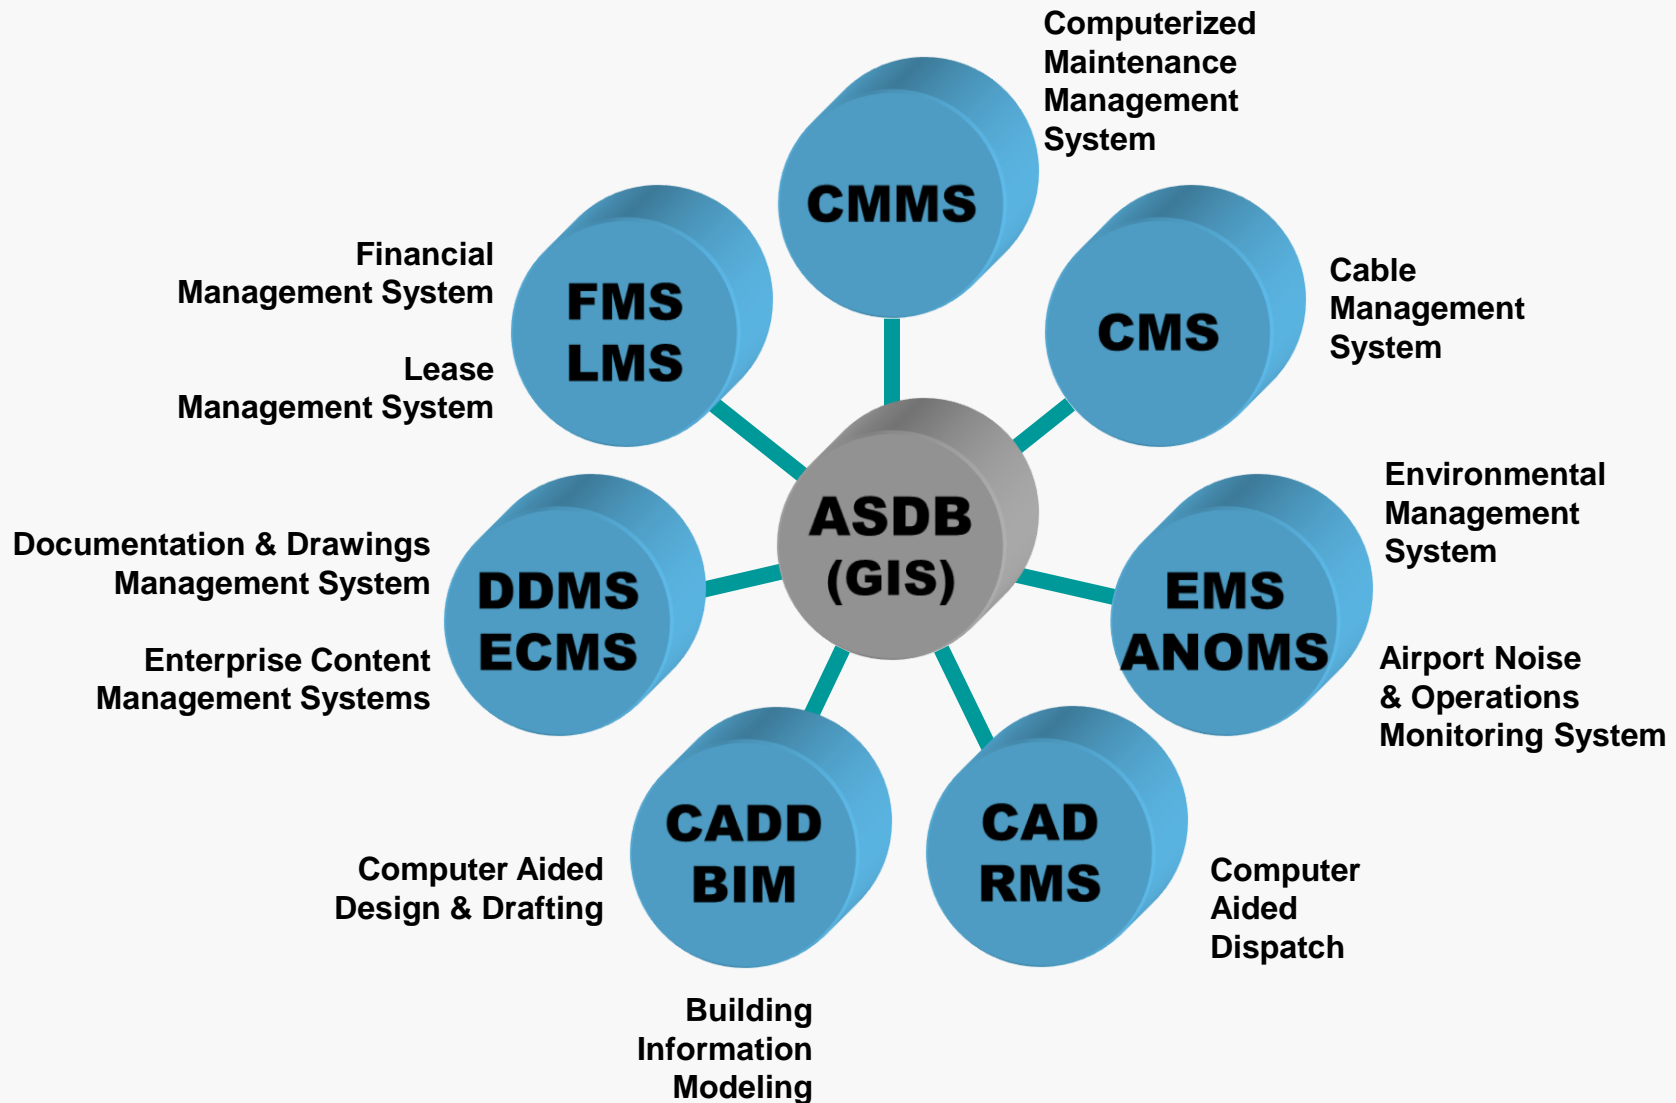 Computerized
Maintenance
Management
System
CMMS
Financial
Management System
Lease
Management System
FMS
LMS
CMS
Cable
Management
System
ASDB
(GIS)
Documentation & Drawings
Management System
Enterprise Content
Management Systems
DDMS
ECMS
EMS
ANOMS
Environmental
Management
System
Airport Noise
& Operations
Monitoring System
CADD
BIM
Computer Aided
Design & Drafting
Building
Information
Modeling
CAD
RMS
Computer
Aided
Dispatch